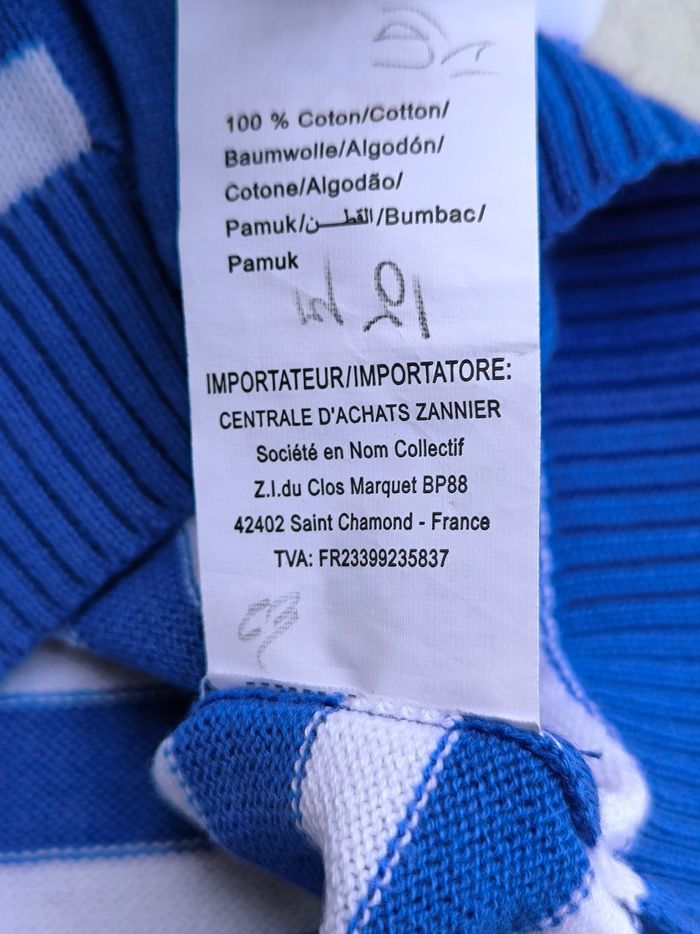 100 % Coton/Cotton/
Baumwolle/Algodón/
Cotone/Algodão/
Pamuk/القطن/Bumbac/
Pamuk
IMPORTATEUR/IMPORTATORE:
CENTRALE D'ACHATS ZANNIER
Société en Nom Collectif
Z.I.du Clos Marquet BP88
42402 Saint Chamond - France
TVA: FR23399235837